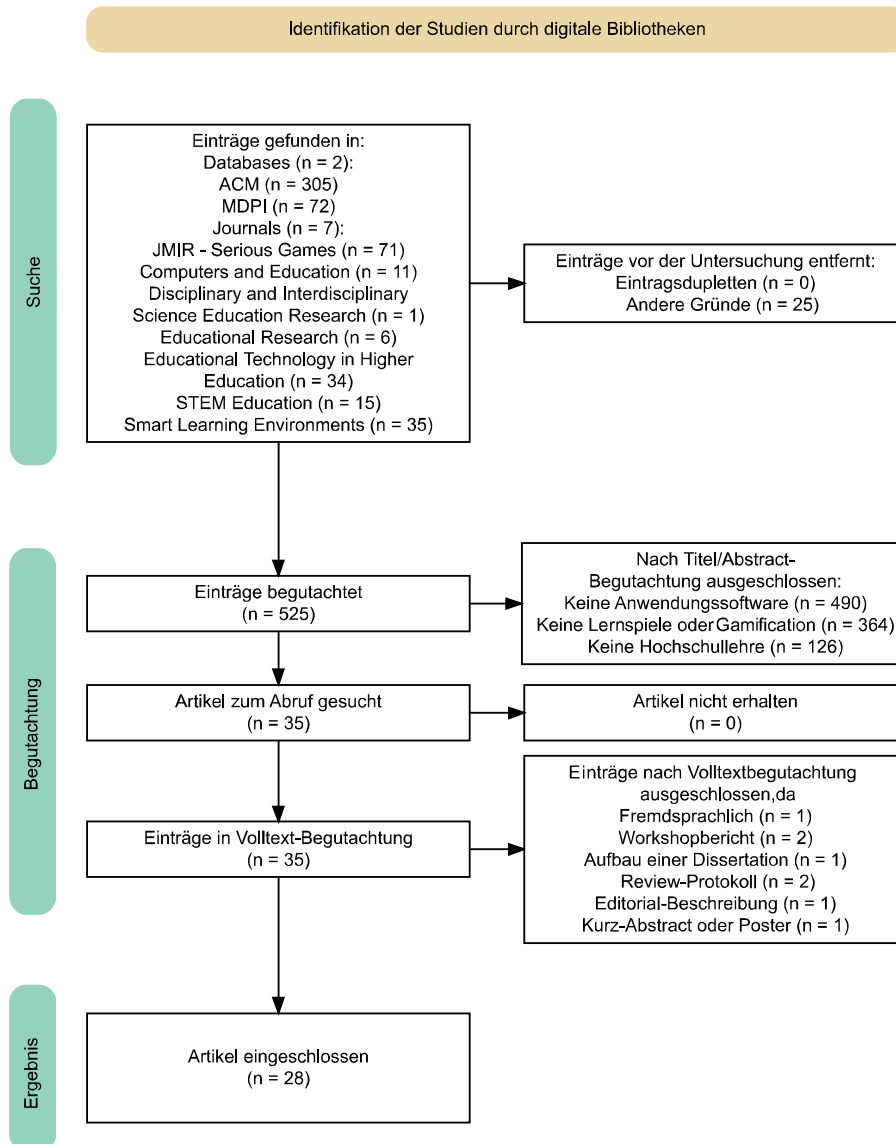 Identifikation der Studien durch digitale Bibliotheken
Suche
Einträge gefunden in:
Databases (n = 2):
ACM (n = 305)
MDPI (n = 72)
Journals (n = 7):
JMIR - Serious Games (n = 71)
Computers and Education (n = 11)
Disciplinary and Interdisciplinary
Science Education Research (n = 1)
Educational Research (n = 6)
Educational Technology in Higher
Education (n = 34)
STEM Education (n = 15)
Smart Learning Environments (n = 35)
Einträge vor der Untersuchung entfernt:
Eintragsdupletten (n = 0)
Andere Gründe (n = 25)
Begutachtung
Einträge begutachtet
(n = 525)
Nach Titel/Abstract-
Begutachtung ausgeschlossen:
Keine Anwendungssoftware (n = 490)
Keine Lernspiele oderGamification (n = 364)
Keine Hochschullehre (n = 126)
Artikel zum Abruf gesucht
(n = 35)
Artikel nicht erhalten
(n = 0)
Einträge in Volltext-Begutachtung
(n = 35)
Einträge nach Volltextbegutachtung
ausgeschlossen,da
Fremdsprachlich (n = 1)
Workshopbericht (n = 2)
Aufbau einer Dissertation (n = 1)
Review-Protokoll (n = 2)
Editorial-Beschreibung (n = 1)
Kurz-Abstract oder Poster (n = 1)
Ergebnis
Artikel eingeschlossen
(n = 28)